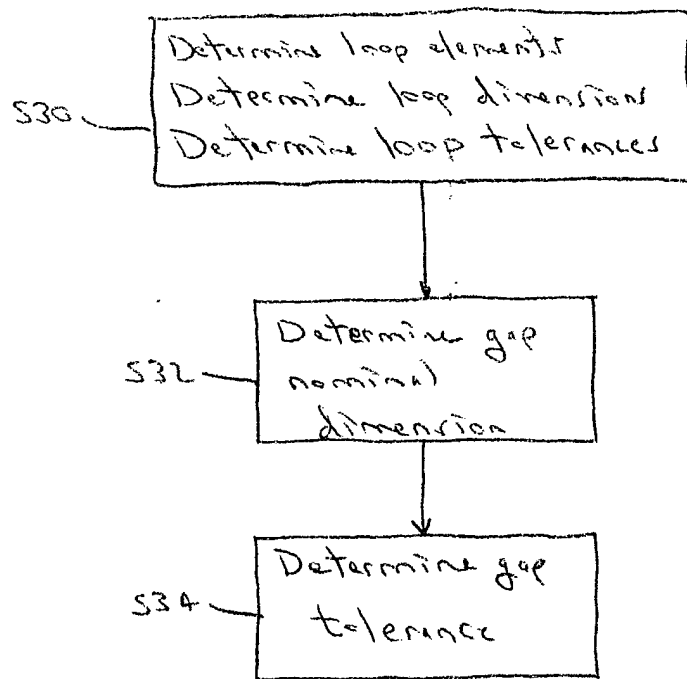 Determine loop elements
Determine loop dimensions
Determine loop tolerances
S30
Determine gap
nominal
dimension
S32
Determine gap
tolerance
S34